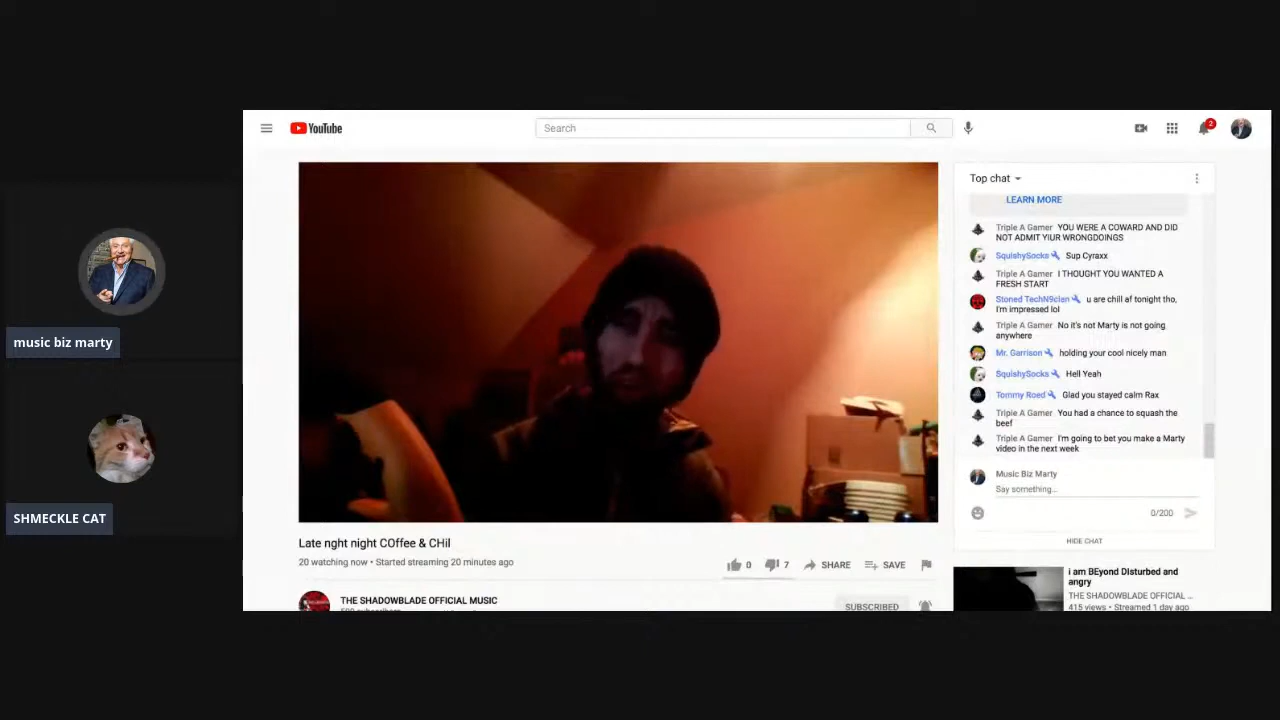 YouTube
Search
2
music biz marty
SHMECKLE CAT
Late nght night COffee & CHil
20 watching now • Started streaming 20 minutes ago
0
7
SHARE
SAVE
THE SHADOWBLADE OFFICIAL MUSIC
SUBSCRIBED
Top chat
LEARN MORE
Triple A Gamer YOU WERE A COWARD AND DID
NOT ADMIT YIUR WRONGDOINGS
SquishySocks Sup Cyraxx
Triple A Gamer I THOUGHT YOU WANTED A
FRESH START
Stoned TechN9cien u are chill af tonight tho,
I'm impressed lol
Triple A Gamer No it's not Marty is not going
anywhere
Mr. Garrison holding your cool nicely man
SquishySocks Hell Yeah
Tommy Roed Glad you stayed calm Rax
Triple A Gamer You had a chance to squash the
beef
Triple A Gamer I'm going to bet you make a Marty
video in the next week
Music Biz Marty
Say something...
0/200
HIDE CHAT
i am BEyond DIsturbed and
angry
THE SHADOWBLADE OFFICIAL ...
415 views • Streamed 1 day ago